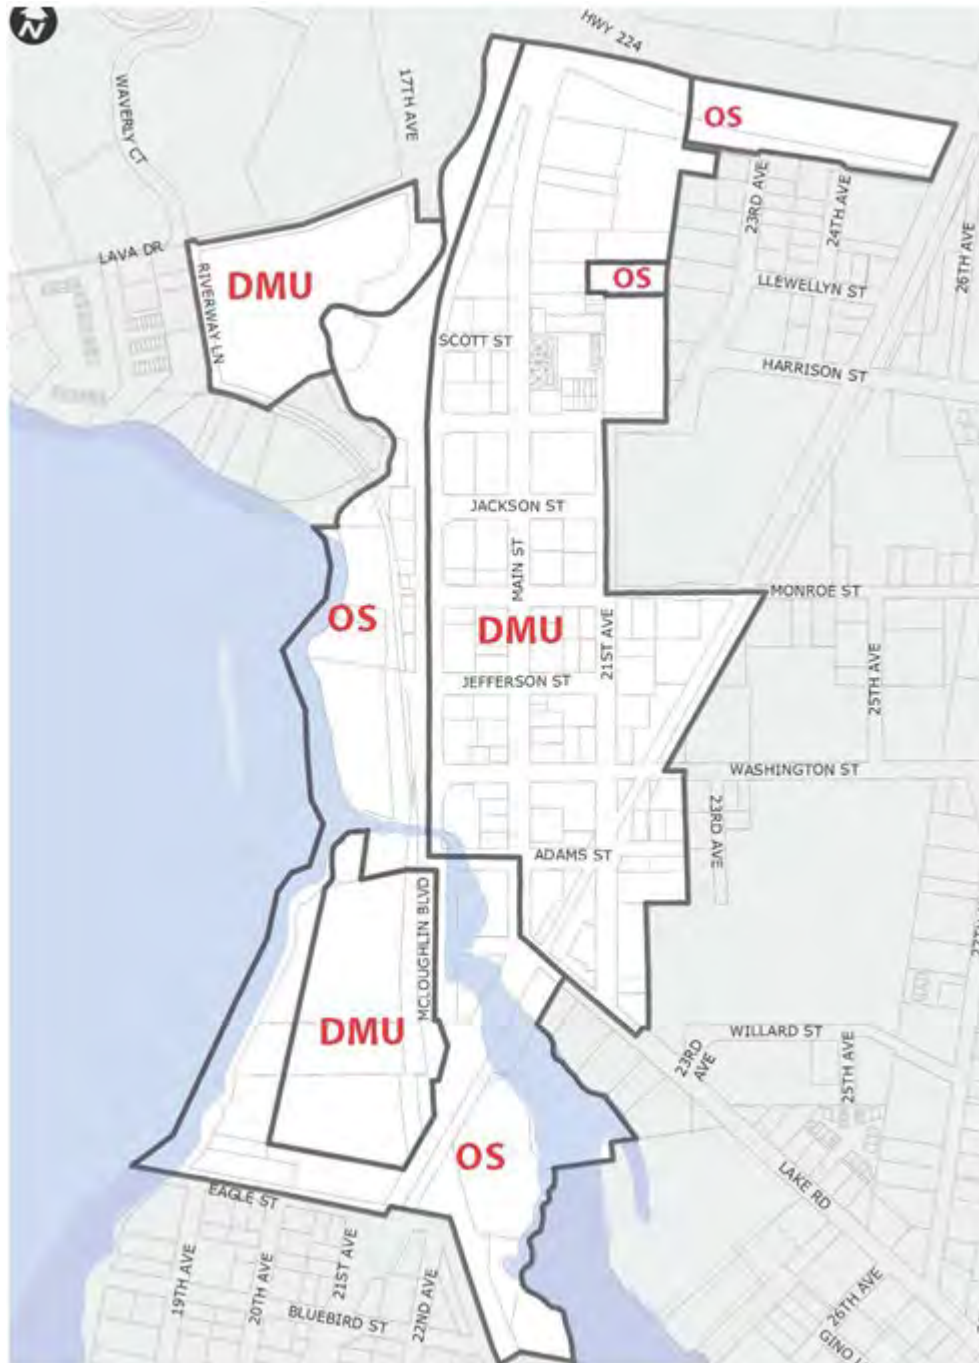 N
HWY 224
WAVERLY CT
17TH AVE
OS
23RD AVE
24TH AVE
26TH AVE
LAVA DR
RIVERWAY LN
DMU
OS
LLEWELLYN ST
SCOTT ST
HARRISON ST
JACKSON ST
MAIN ST
OS
DMU
21ST AVE
MONROE ST
JEFFERSON ST
25TH AVE
WASHINGTON ST
23RD AVE
ADAMS ST
MCLOUGHLIN BLVD
DMU
23RD
AVE
WILLARD ST
25TH AVE
OS
LAKE RD
EAGLE ST
19TH AVE
20TH AVE
21ST AVE
22ND AVE
BLUEBIRD ST
26TH AVE
GINO